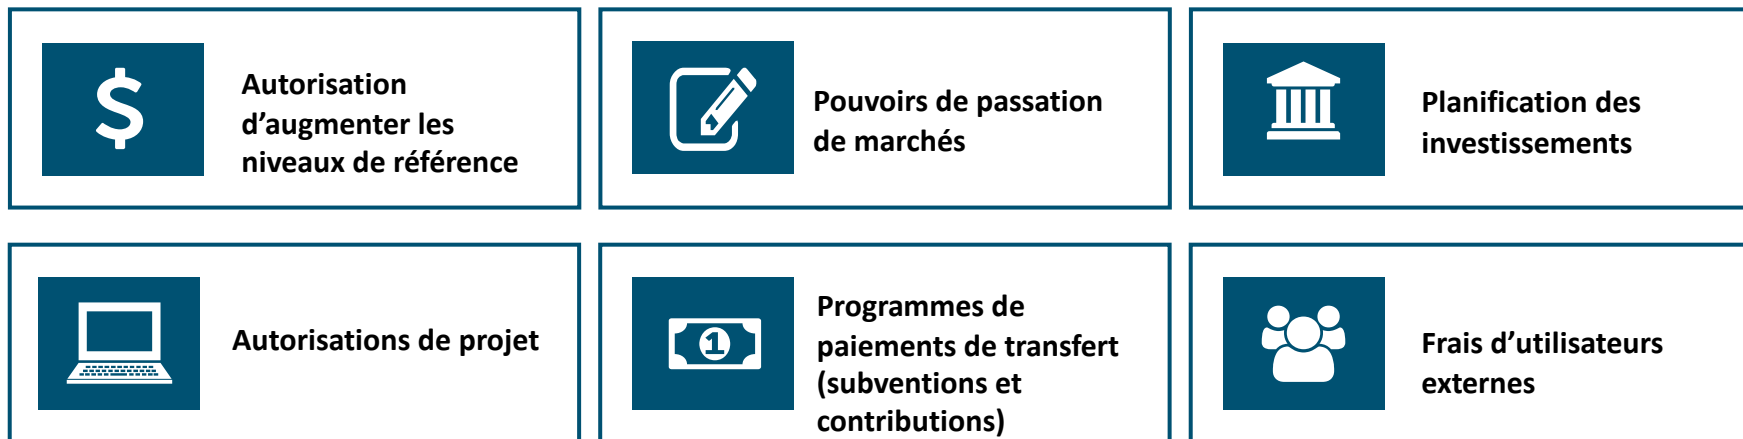 Autorisation
d’augmenter les
niveaux de référence
Pouvoirs de passation
de marchés
Planification des
investissements
Autorisations de projet
Programmes de
paiements de transfert
(subventions et
contributions)
Frais d’utilisateurs
externes